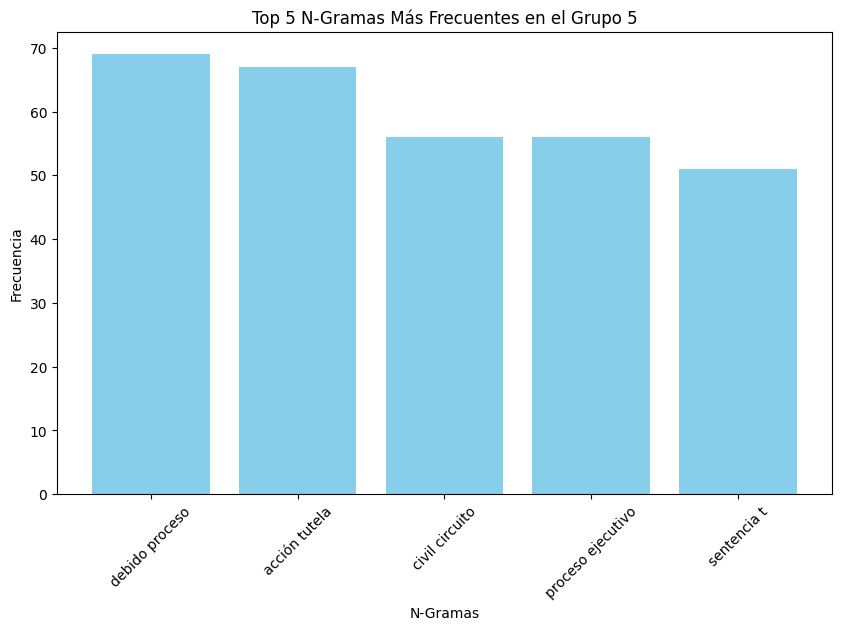 Top 5 N-Gramas Más Frecuentes en el Grupo 5
Frecuencia
70
60
50
40
30
20
10
0
debido proceso
acción tutela
civil circuito
proceso ejecutivo
sentencia t
N-Gramas